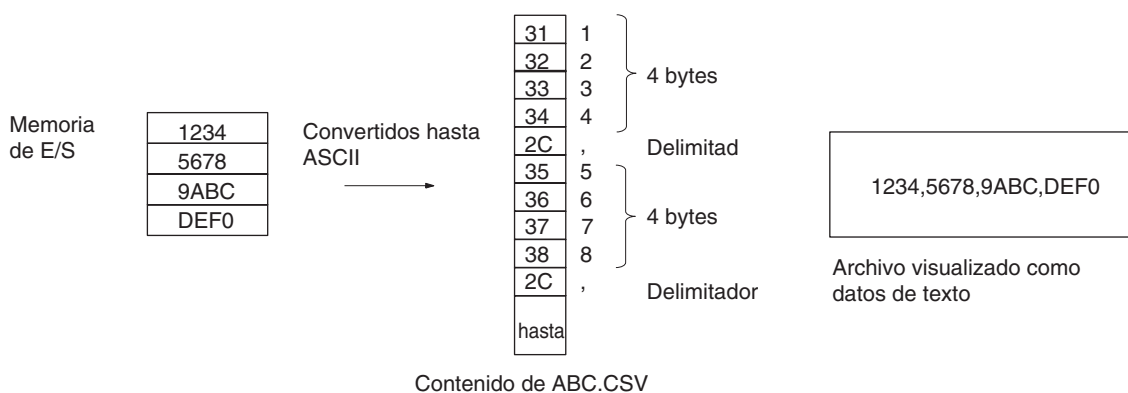 Memoria
de E/S
1234
5678
9ABC
DEF0
Convertidos hasta
ASCII
31 1
32 2
33 3
34 4
2C ,
35 5
36 6
37 7
38 8
2C ,
hasta
4 bytes
Delimitad
4 bytes
Delimitador
Contenido de ABC.CSV
1234,5678,9ABC,DEF0
Archivo visualizado como
datos de texto